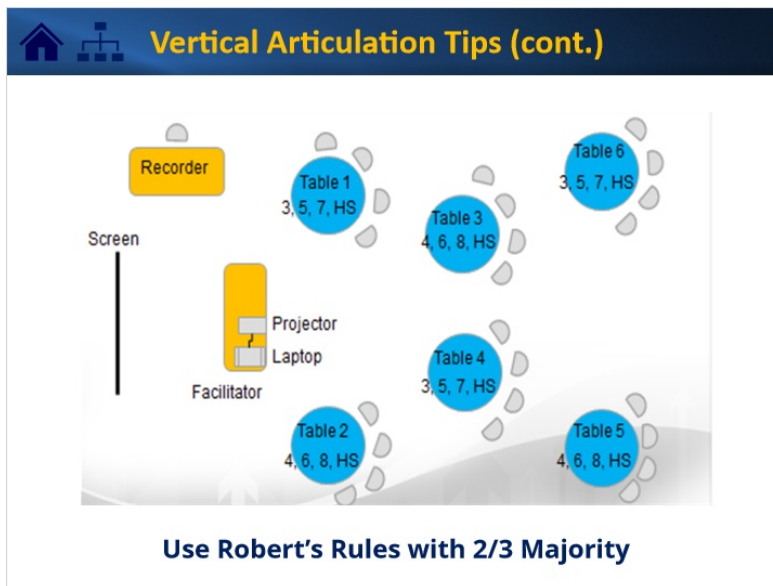 Vertical Articulation Tips (cont.)
Recorder
Table 1
3, 5, 7, HS
Table 6
3, 5, 7, HS
Table 3
4, 6, 8, HS
Screen
Projector
Laptop
Facilitator
Table 4
3, 5, 7, HS
Table 2
4, 6, 8, HS
Table 5
4, 6, 8, HS
Use Robert’s Rules with 2/3 Majority